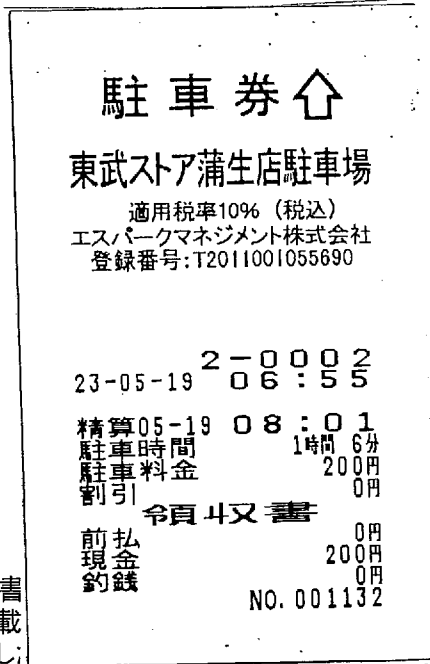 駐車券⇧
東武ストア蒲生店駐車場
適用税率10% (税込)
エスパークマネジメント株式会社
登録番号:T2011001055690
2-0002
23-05-19 06:55
精算05-19 08:01
駐車時間 1時間 6分
駐車料金 200円
割引 0円
領収書
前払 0円
現金 200円
釣銭 0円
NO.001132
書
載
し